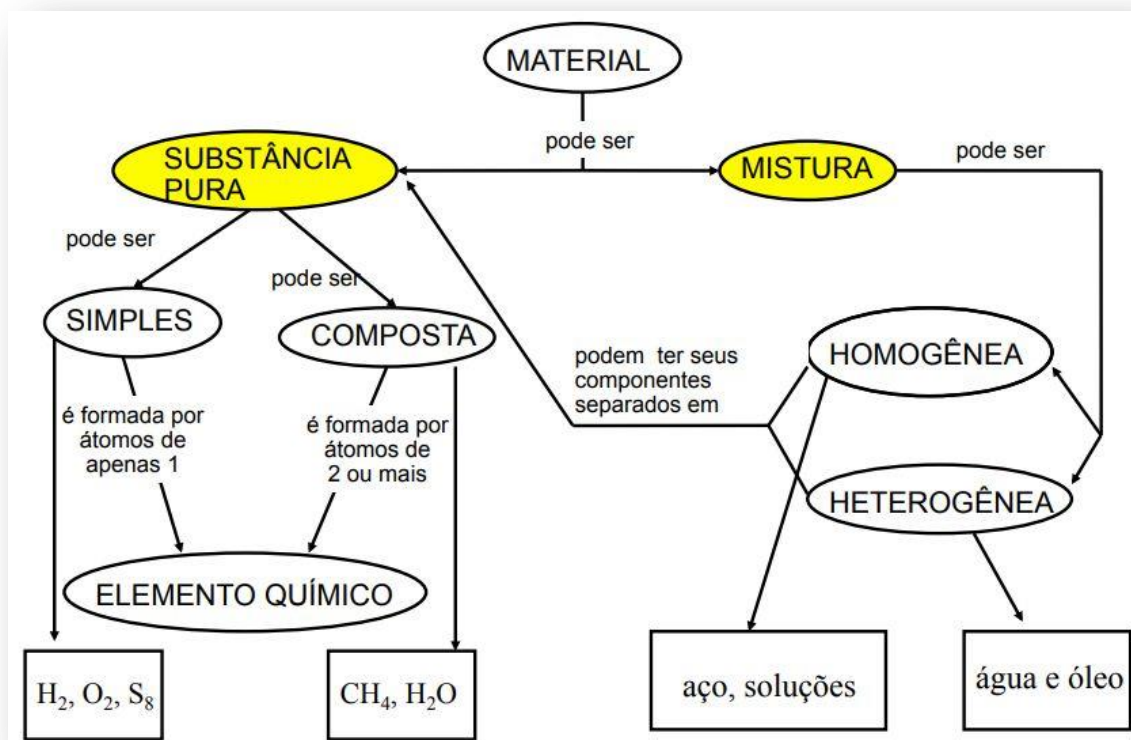 MATERIAL
pode ser
SUBSTÂNCIA
PURA
MISTURA
pode ser
pode ser
pode ser
SIMPLES
COMPOSTA
podem ter seus
componentes
separados em
HOMOGÊNEA
é formada por
átomos de
apenas 1
é formada por
átomos de
2 ou mais
HETEROGÊNEA
ELEMENTO QUÍMICO
H₂, O₂, S₈
CH₄, H₂O
aço, soluções
água e óleo